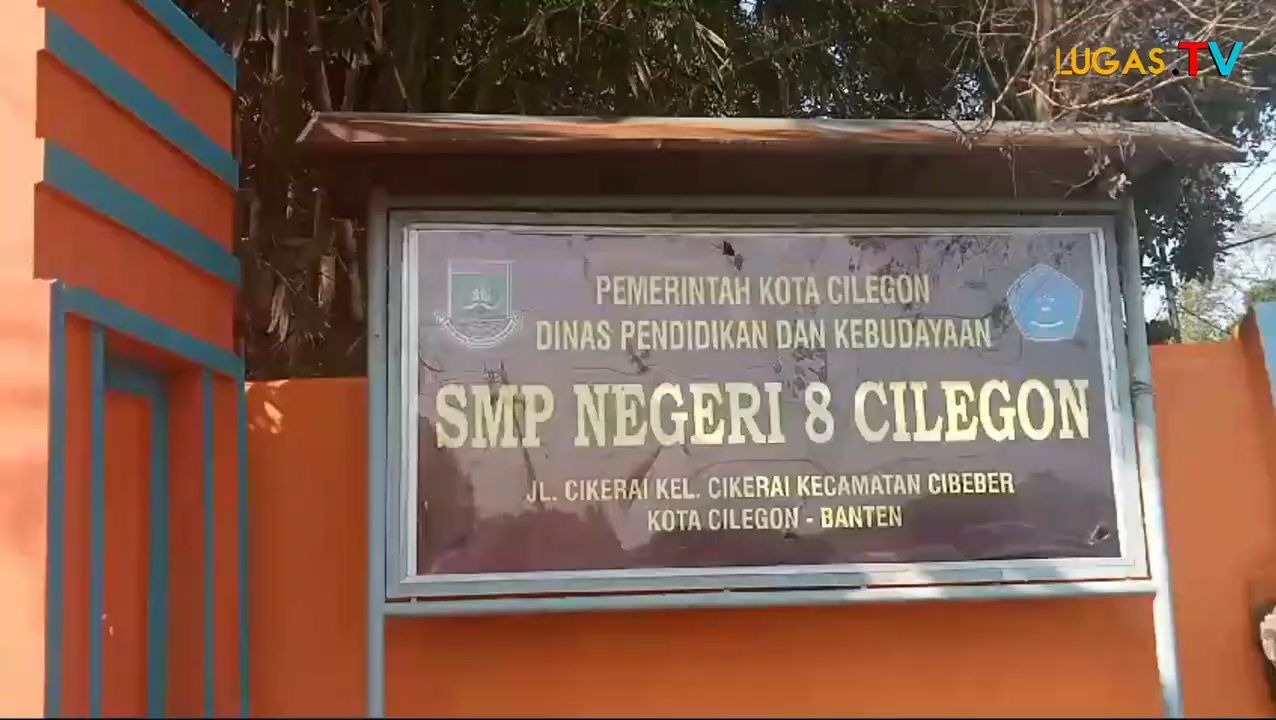 LUGAS.TV
PEMERINTAH KOTA CILEGON
DINAS PENDIDIKAN DAN KEBUDAYAAN
SMP NEGERI 8 CILEGON
JL. CIKERAI KEL. CIKERAI KECAMATAN CIBEBER
KOTA CILEGON - BANTEN